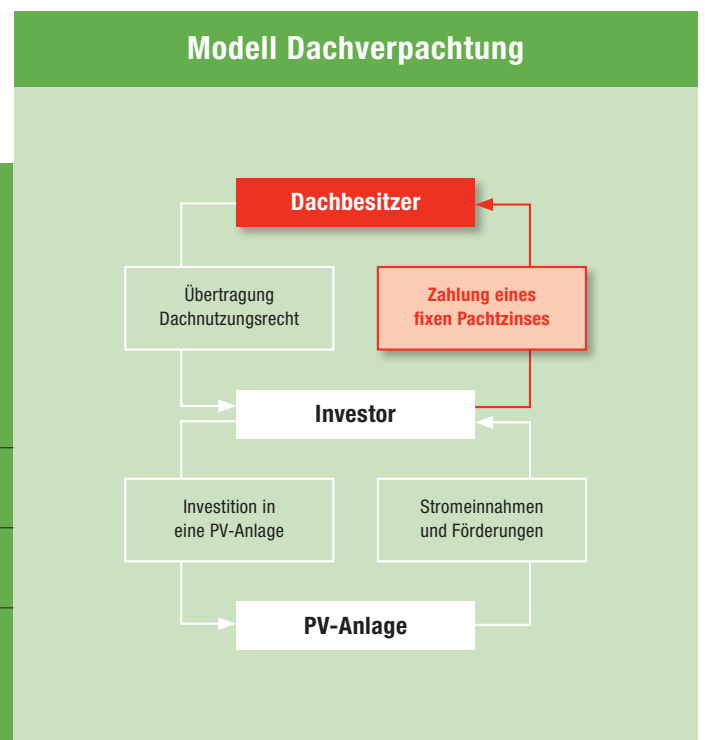 Modell Dachverpachtung
Dachbesitzer
Übertragung
Dachnutzungsrecht
Zahlung eines
fixen Pachtzinses
Investor
Investition in
eine PV-Anlage
Stromeinnahmen
und Förderungen
PV-Anlage